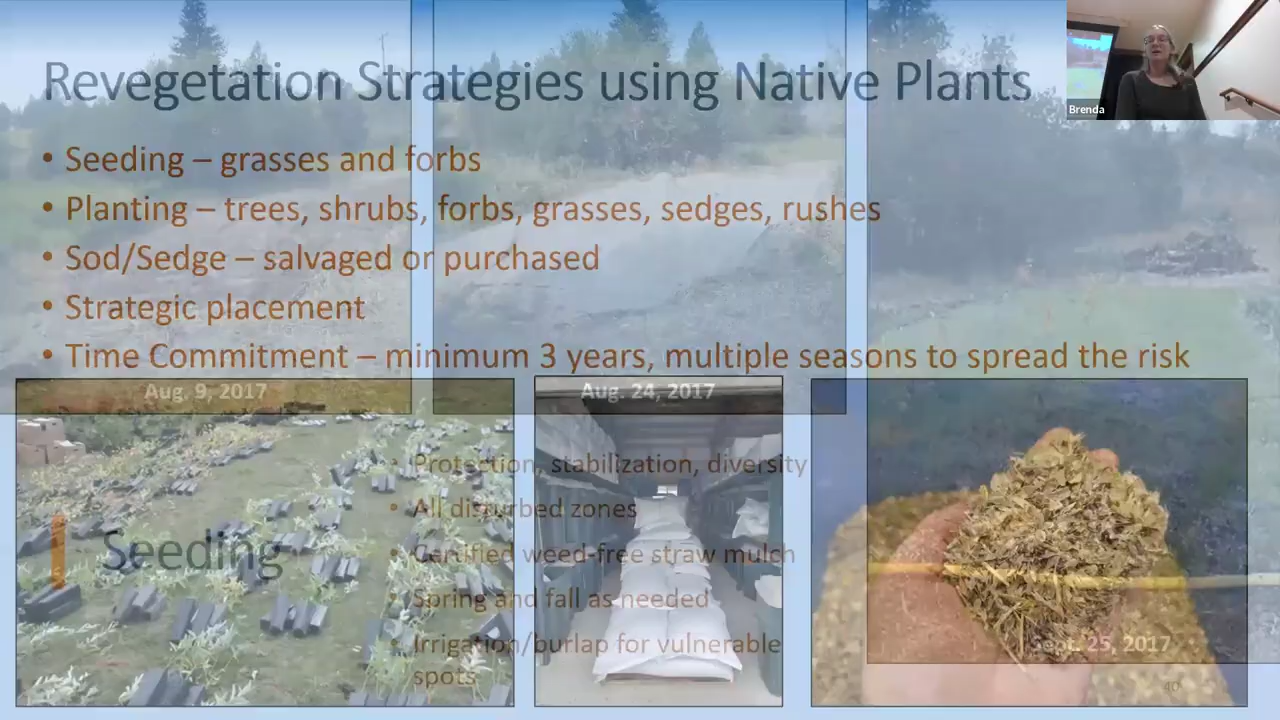 Revegetation Strategies using Native Plants
Brenda
• Seeding – grasses and forbs
• Planting – trees, shrubs, forbs, grasses, sedges, rushes
• Sod/Sedge – salvaged or purchased
• Strategic placement
• Time Commitment – minimum 3 years, multiple seasons to spread the risk
Aug. 9, 2017
Aug. 24, 2017
Seeding
• Protection, stabilization, diversity
• All disturbed zones
• Certified weed-free straw mulch
• Spring and fall as needed
• Irrigation/burlap for vulnerable
spots
Sept. 25, 2017
40